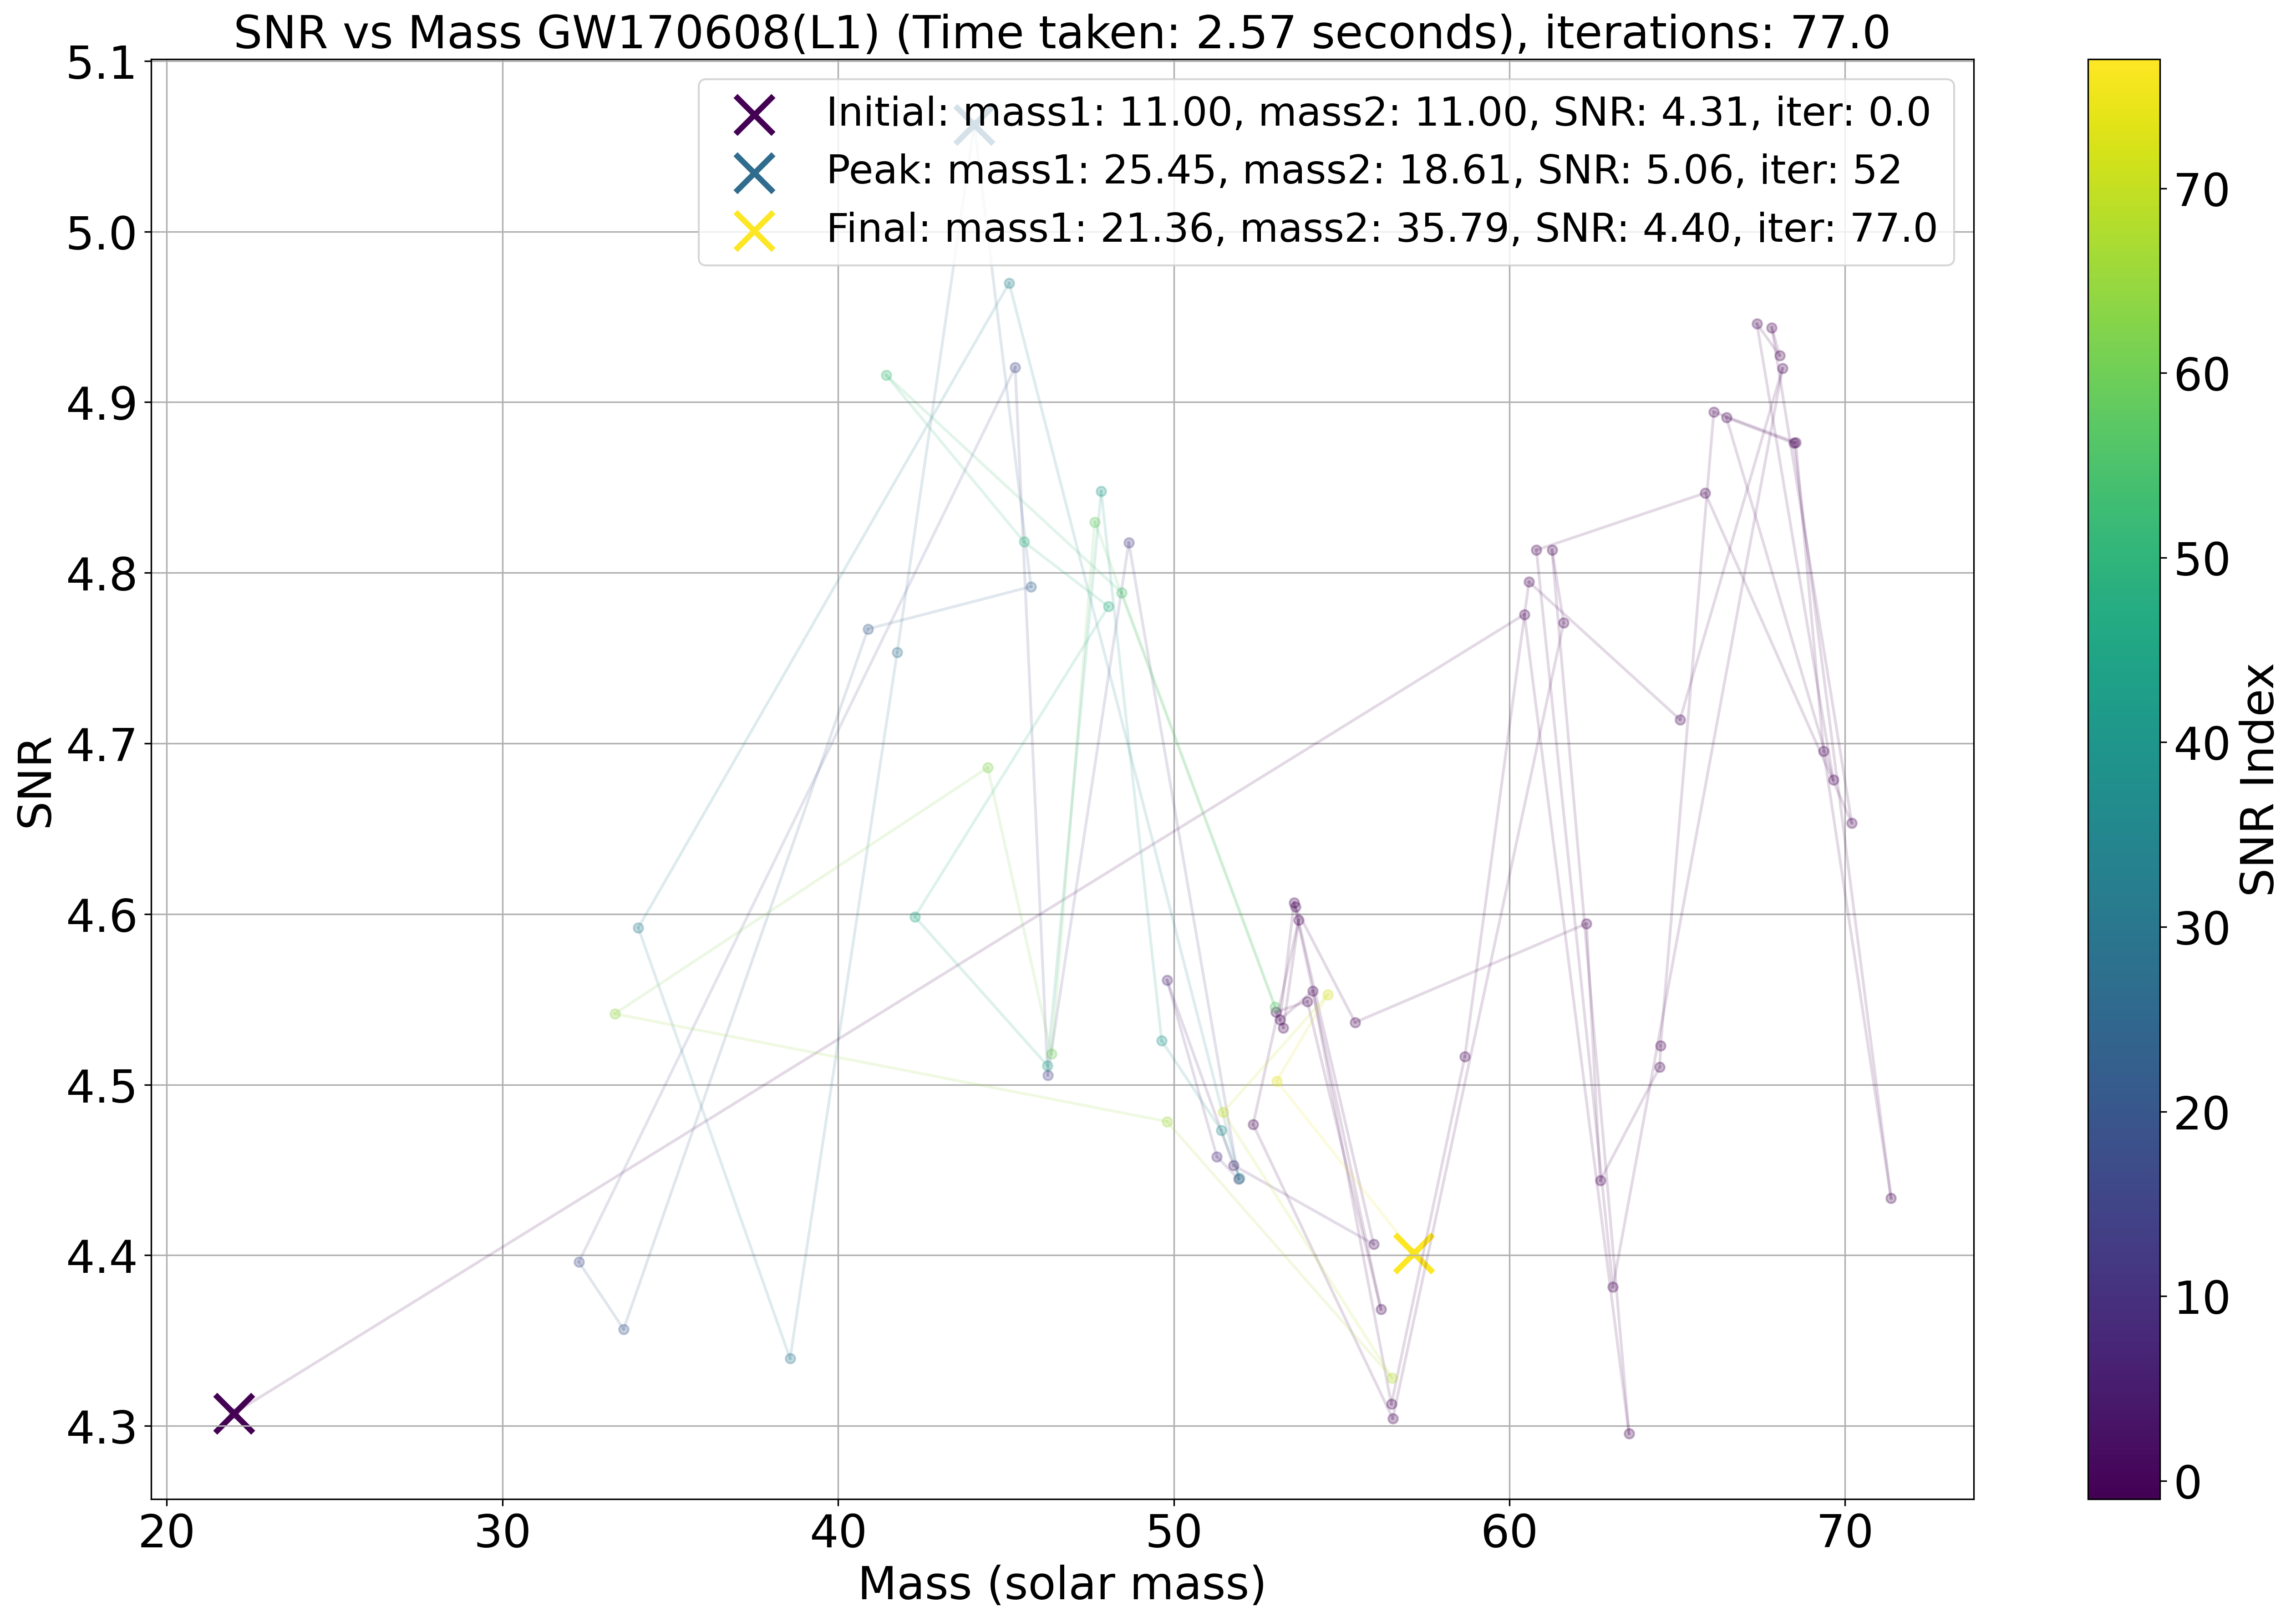 SNR vs Mass GW170608(L1) (Time taken: 2.57 seconds), iterations: 77.0
Initial: mass1: 11.00, mass2: 11.00, SNR: 4.31, iter: 0.0
Peak: mass1: 25.45, mass2: 18.61, SNR: 5.06, iter: 52
Final: mass1: 21.36, mass2: 35.79, SNR: 4.40, iter: 77.0
SNR
5.1
5.0
4.9
4.8
4.7
4.6
4.5
4.4
4.3
20 30 40 50 60 70
Mass (solar mass)
70
60
50
40
30
20
10
0
SNR Index